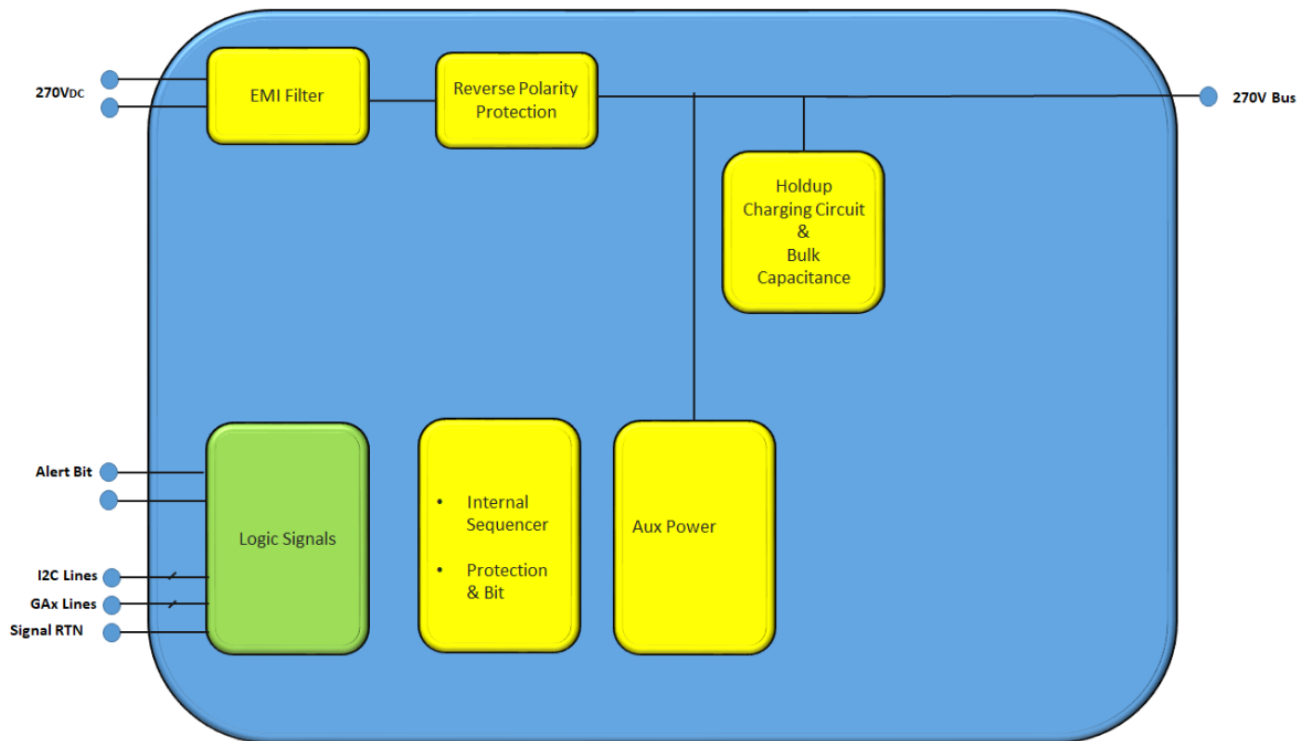 270VDC
EMI Filter
Reverse Polarity
Protection
270V Bus
Holdup
Charging Circuit
&
Bulk
Capacitance
Alert Bit
I2C Lines
GAx Lines
Signal RTN
Logic Signals
• Internal
Sequencer
• Protection
& Bit
Aux Power